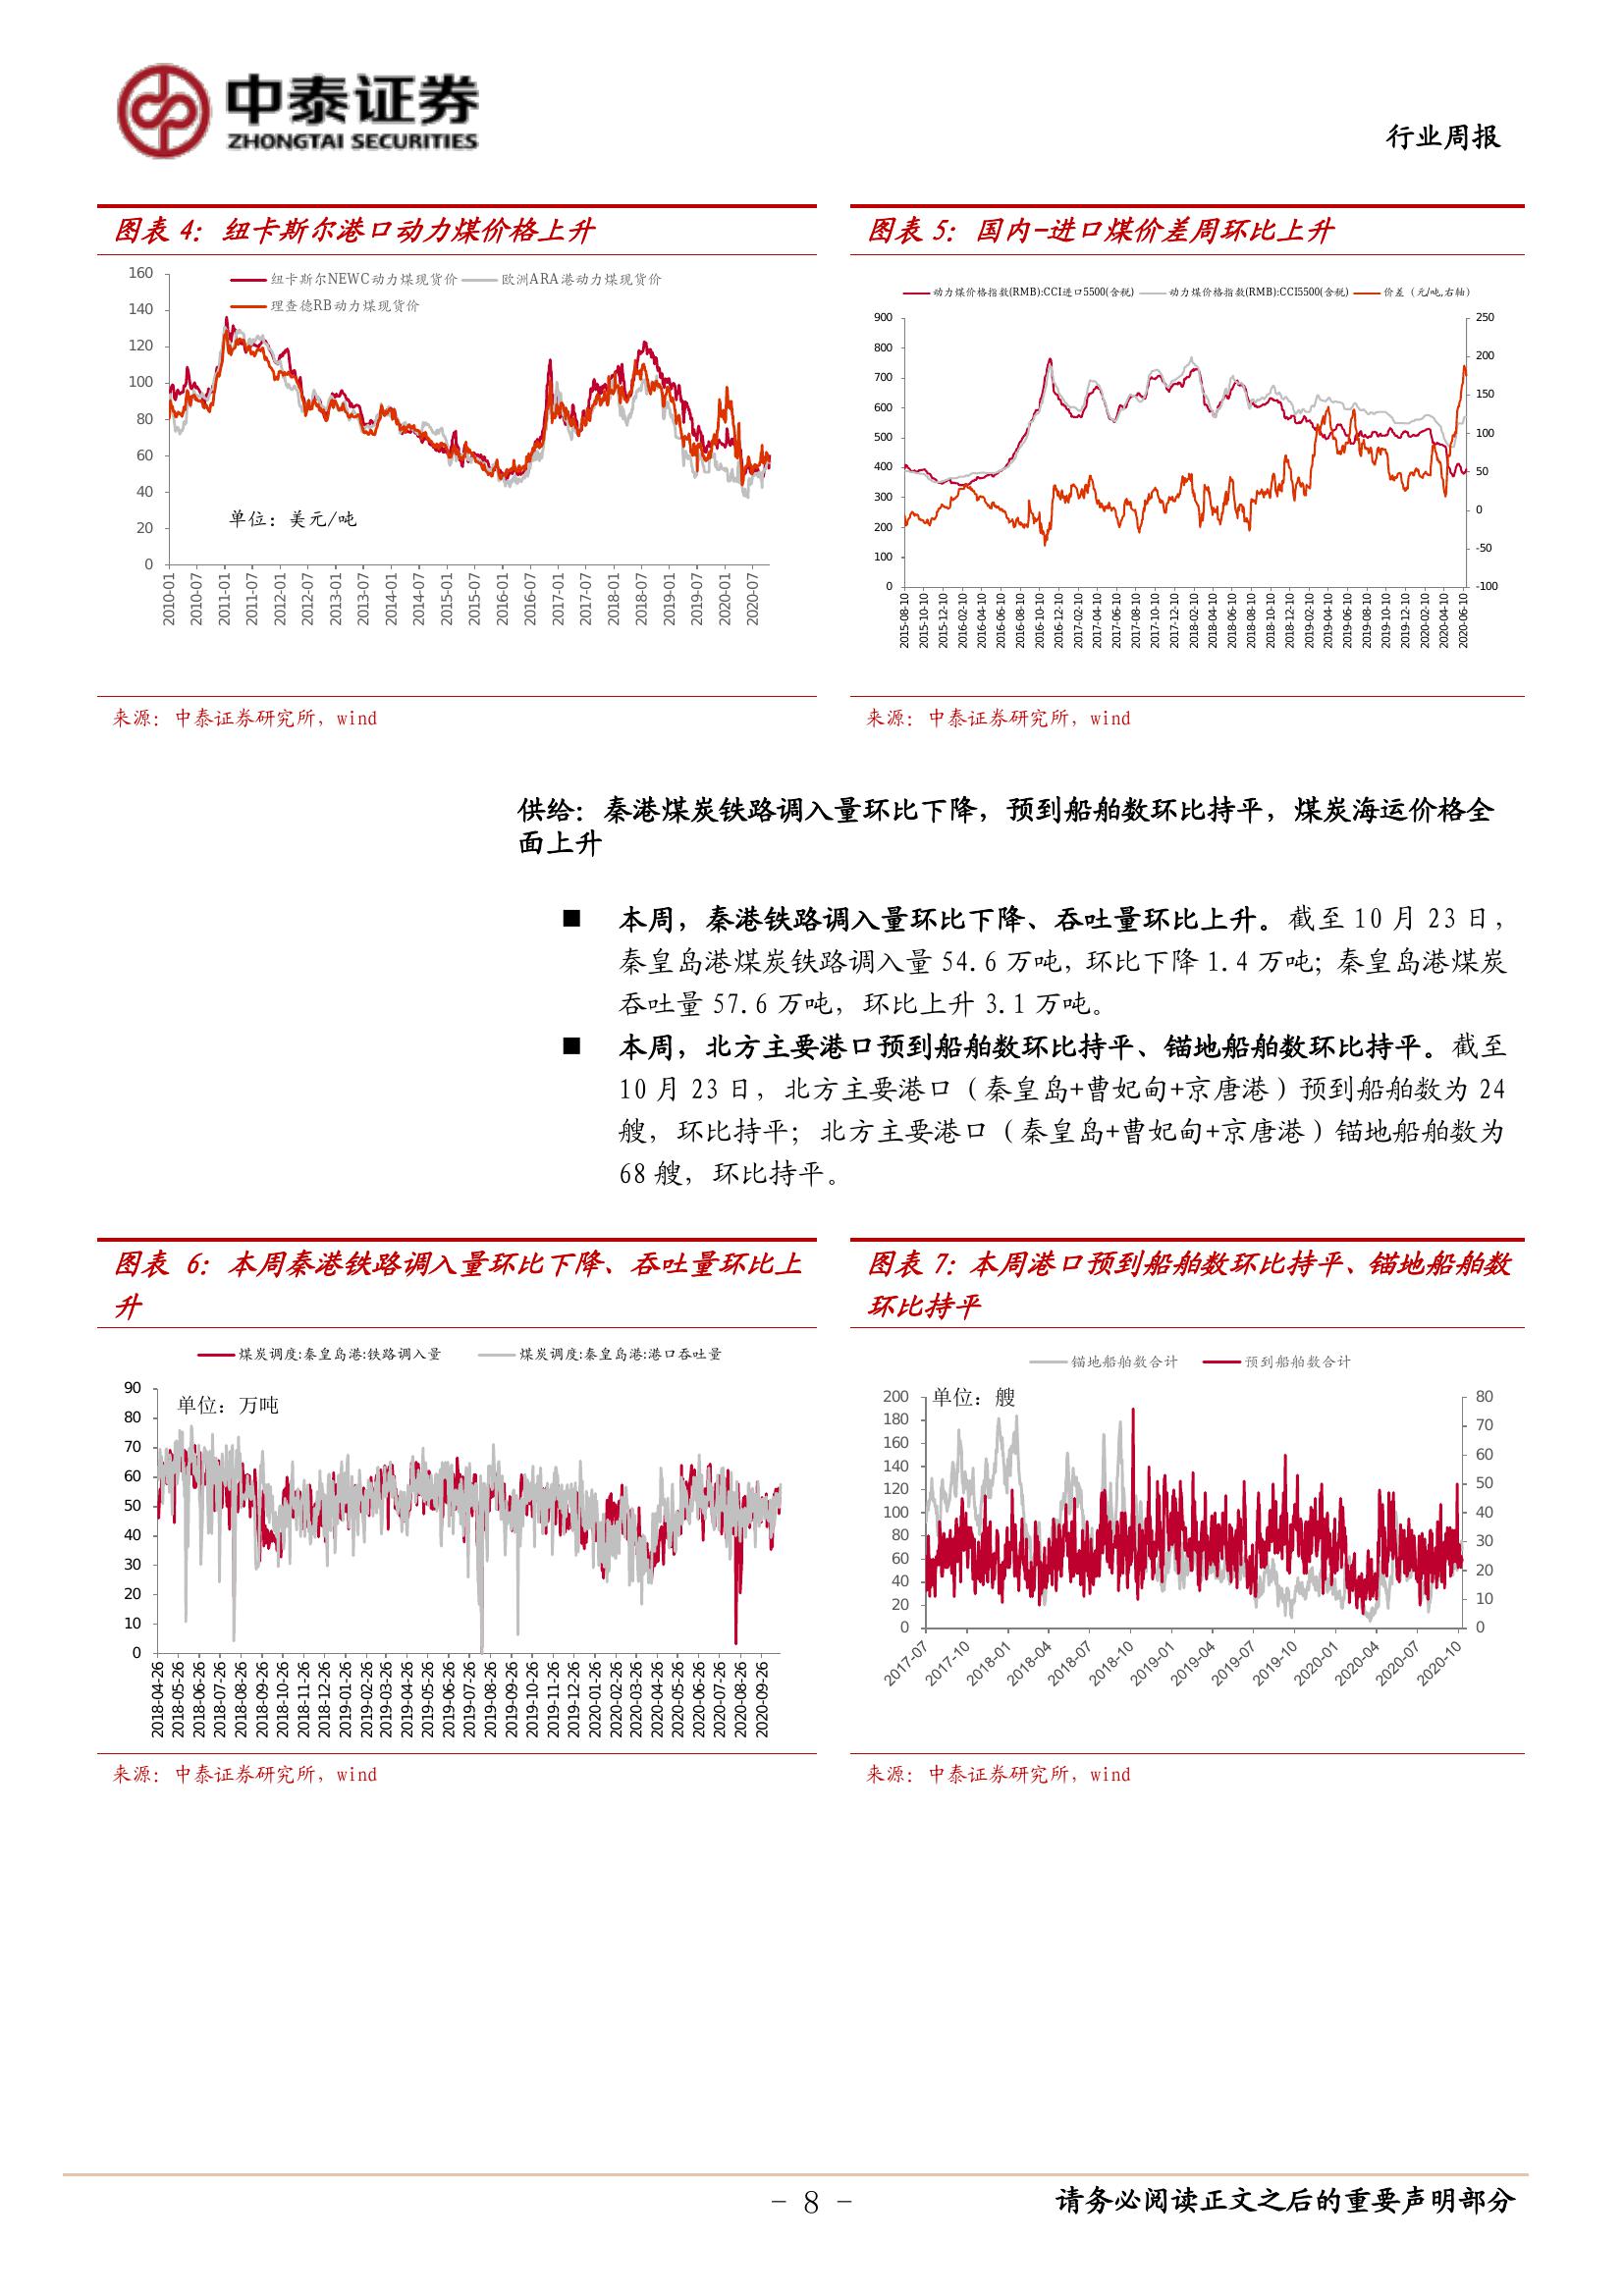 中泰证券
ZHONGTAI SECURITIES
行业周报
图表 4：纽卡斯尔港口动力煤价格上升
纽卡斯尔NEWC动力煤现货价 欧洲ARA港动力煤现货价
理查德RB动力煤现货价
160
140
120
100
80
60
40
20
0
单位：美元/吨
2010-01 2010-07 2011-01 2011-07 2012-01 2012-07 2013-01 2013-07 2014-01 2014-07 2015-01 2015-07 2016-01 2016-07 2017-01 2017-07 2018-01 2018-07 2019-01 2019-07 2020-01 2020-07
来源：中泰证券研究所，wind
图表 5：国内-进口煤价差周环比上升
动力煤价格指数(RMB):CCI进口5500(含税) 动力煤价格指数(RMB):CCI5500(含税) 价差（元/吨,右轴）
900
800
700
600
500
400
300
200
100
0
250
200
150
100
50
0
-50
-100
2015-08-10 2015-10-10 2015-12-10 2016-02-10 2016-04-10 2016-06-10 2016-08-10 2016-10-10 2016-12-10 2017-02-10 2017-04-10 2017-06-10 2017-08-10 2017-10-10 2017-12-10 2018-02-10 2018-04-10 2018-06-10 2018-08-10 2018-10-10 2018-12-10 2019-02-10 2019-04-10 2019-06-10 2019-08-10 2019-10-10 2019-12-10 2020-02-10 2020-04-10 2020-06-10
来源：中泰证券研究所，wind
供给：秦港煤炭铁路调入量环比下降，预到船舶数环比持平，煤炭海运价格全
面上升
■ 本周，秦港铁路调入量环比下降、吞吐量环比上升。截至 10 月 23 日，
秦皇岛港煤炭铁路调入量 54.6 万吨，环比下降 1.4 万吨；秦皇岛港煤炭
吞吐量 57.6 万吨，环比上升 3.1 万吨。
■ 本周，北方主要港口预到船舶数环比持平、锚地船舶数环比持平。截至
10 月 23 日，北方主要港口（秦皇岛+曹妃甸+京唐港）预到船舶数为 24
艘，环比持平；北方主要港口（秦皇岛+曹妃甸+京唐港）锚地船舶数为
68 艘，环比持平。
图表 6：本周秦港铁路调入量环比下降、吞吐量环比上
升
煤炭调度:秦皇岛港:铁路调入量 煤炭调度:秦皇岛港:港口吞吐量
单位：万吨
90
80
70
60
50
40
30
20
10
0
2018-04-26 2018-05-26 2018-06-26 2018-07-26 2018-08-26 2018-09-26 2018-10-26 2018-11-26 2018-12-26 2019-01-26 2019-02-26 2019-03-26 2019-04-26 2019-05-26 2019-06-26 2019-07-26 2019-08-26 2019-09-26 2019-10-26 2019-11-26 2019-12-26 2020-01-26 2020-02-26 2020-03-26 2020-04-26 2020-05-26 2020-06-26 2020-07-26 2020-08-26 2020-09-26
来源：中泰证券研究所，wind
图表 7：本周港口预到船舶数环比持平、锚地船舶数
环比持平
锚地船舶数合计 预到船舶数合计
单位：艘
200
180
160
140
120
100
80
60
40
20
0
80
70
60
50
40
30
20
10
0
2017-07 2017-10 2018-01 2018-04 2018-07 2018-10 2019-01 2019-04 2019-07 2019-10 2020-01 2020-04 2020-07 2020-10
来源：中泰证券研究所，wind
- 8 -
请务必阅读正文之后的重要声明部分